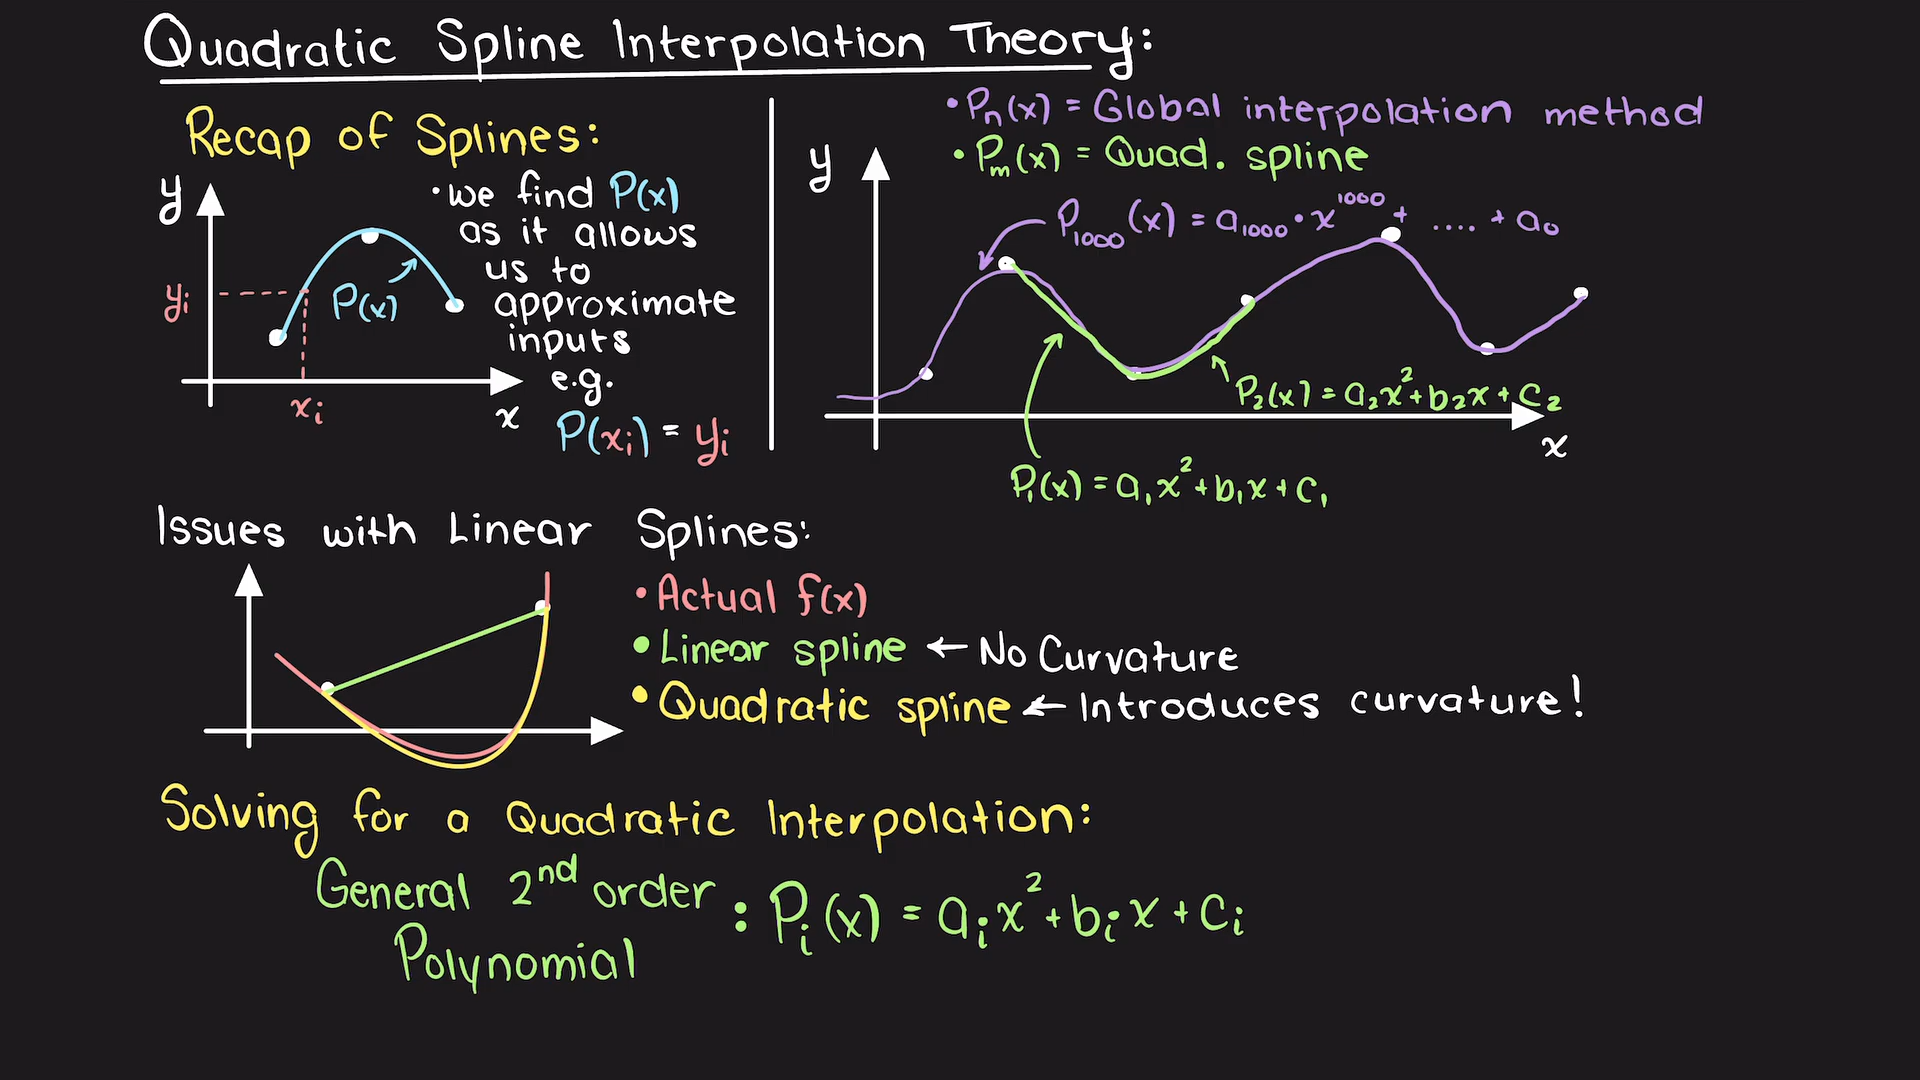 Quadratic Spline Interpolation Theory:
Recap of Splines:
y
• we find P(x)
as it allows
us to
approximate
inputs
e.g.
P(xᵢ) = yᵢ
P(x)
yᵢ
xᵢ
x
• Pₙ(x) = Global interpolation method
• Pₘ(x) = Quad. spline
y
P₁₀₀₀(x) = a₁₀₀₀ • x¹⁰⁰⁰ + .... + a₀
P₂(x) = a₂x² + b₂x + c₂
x
P₁(x) = a₁x² + b₁x + c₁
Issues with Linear Splines:
• Actual f(x)
• Linear spline ← No Curvature
• Quadratic spline ← Introduces curvature!
Solving for a Quadratic Interpolation:
General 2ⁿᵈ order
Polynomial
: Pᵢ(x) = aᵢx² + bᵢx + cᵢ